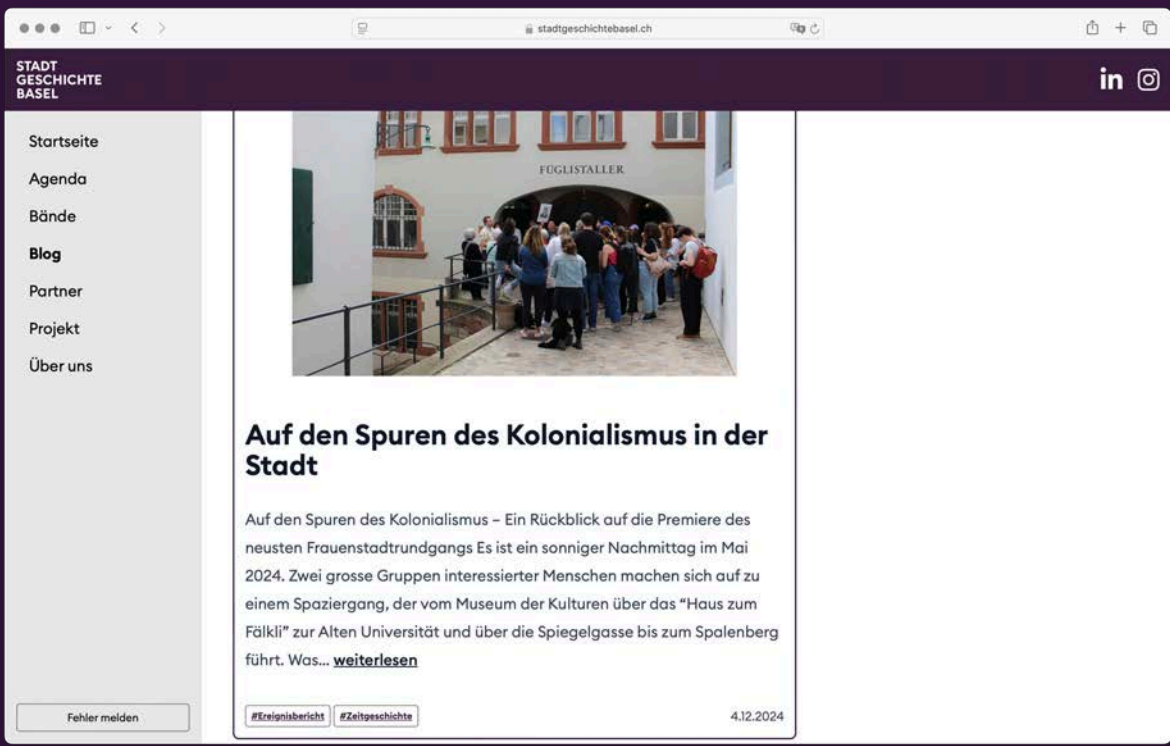 stadtgeschichtebasel.ch
STADT
GESCHICHTE
BASEL
in
Startseite
Agenda
Bände
Blog
Partner
Projekt
Über uns
Fehler melden
FÜGLISTALLER
Auf den Spuren des Kolonialismus in der
Stadt
Auf den Spuren des Kolonialismus – Ein Rückblick auf die Premiere des
neusten Frauenstadtrundgangs Es ist ein sonniger Nachmittag im Mai
2024. Zwei grosse Gruppen interessierter Menschen machen sich auf zu
einem Spaziergang, der vom Museum der Kulturen über das “Haus zum
Fälkli” zur Alten Universität und über die Spiegelgasse bis zum Spalenberg
führt. Was... weiterlesen
#Ereignisbericht #Zeitgeschichte 4.12.2024